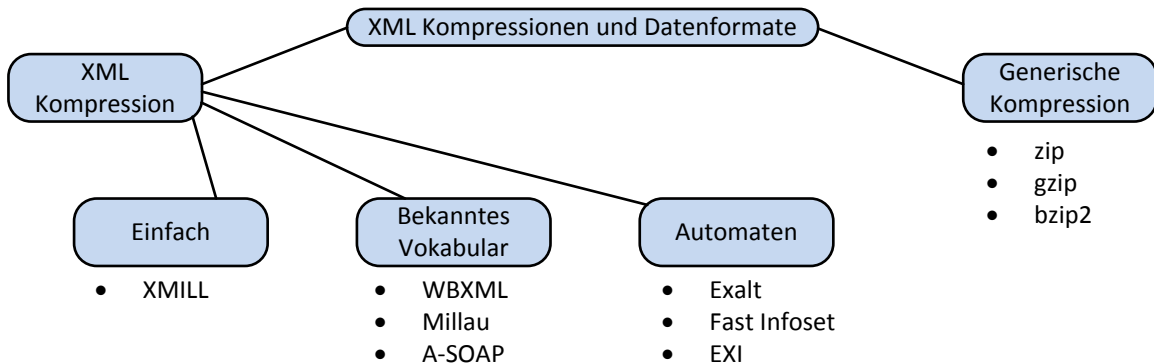 XML Kompressionen und Datenformate
XML
Kompression
Generische
Kompression
• zip
• gzip
• bzip2
Einfach
• XMILL
Bekanntes
Vokabular
• WBXML
• Millau
• A-SOAP
Automaten
• Exalt
• Fast Infoset
• EXI